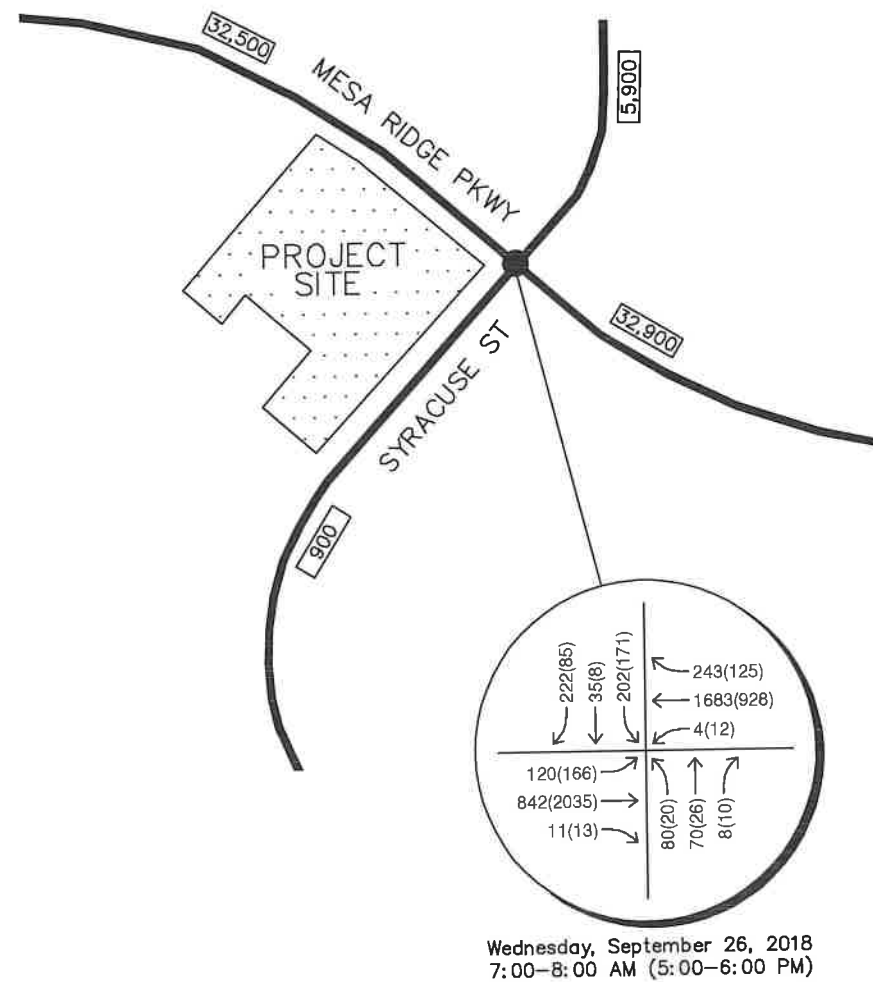 32,500
MESA RIDGE PKWY
5,900
PROJECT
SITE
32,900
SYRACUSE ST
900
222(85)
35(8)
202(171)
243(125)
1683(928)
4(12)
120(166)
842(2035)
11(13)
80(20)
70(26)
8(10)
Wednesday, September 26, 2018
7:00-8:00 AM (5:00-6:00 PM)